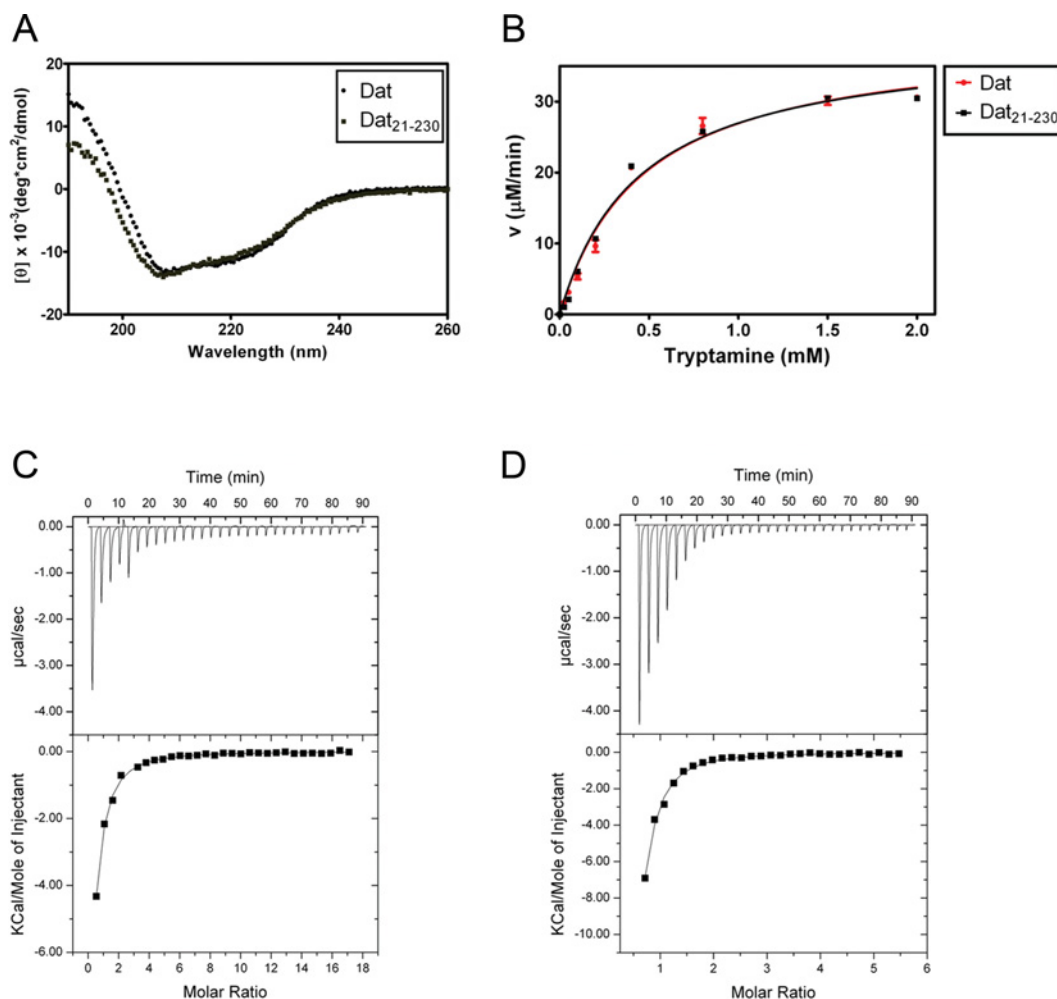 A
20
10
0
-10
-20
[θ] x 10⁻³(deg*cm²/dmol)
200
220
240
260
Wavelength (nm)
Dat
Dat₂₁₋₂₃₀
B
30
20
10
0
v (μM/min)
0.0
0.5
1.0
1.5
2.0
Tryptamine (mM)
Dat
Dat₂₁₋₂₃₀
C
Time (min)
0 10 20 30 40 50 60 70 80 90
0.00
-1.00
-2.00
-3.00
-4.00
μcal/sec
0.00
-2.00
-4.00
-6.00
KCal/Mole of Injectant
0 2 4 6 8 10 12 14 16 18
Molar Ratio
D
Time (min)
0 10 20 30 40 50 60 70 80 90
0.00
-1.00
-2.00
-3.00
-4.00
μcal/sec
0.00
-2.00
-4.00
-6.00
-8.00
-10.00
KCal/Mole of Injectant
1 2 3 4 5 6
Molar Ratio